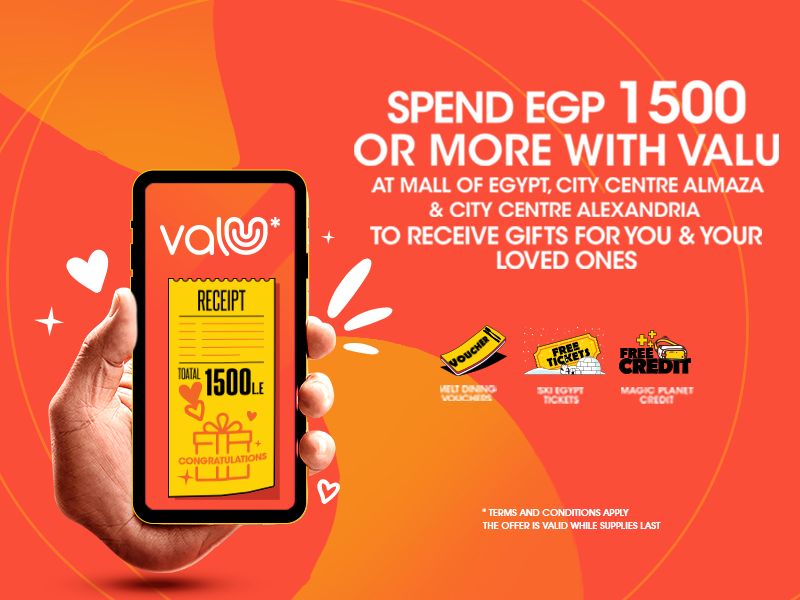 SPEND EGP 1500
OR MORE WITH VALU
AT MALL OF EGYPT, CITY CENTRE ALMAZA
& CITY CENTRE ALEXANDRIA
TO RECEIVE GIFTS FOR YOU & YOUR
LOVED ONES
valU*
RECEIPT
TOATAL 1500 L.E
CONGRATULATIONS
VOUCHER
MELT DINING
VOUCHERS
FREE
TICKETS
SKI EGYPT
TICKETS
FREE
CREDIT
MAGIC PLANET
CREDIT
* TERMS AND CONDITIONS APPLY
THE OFFER IS VALID WHILE SUPPLIES LAST